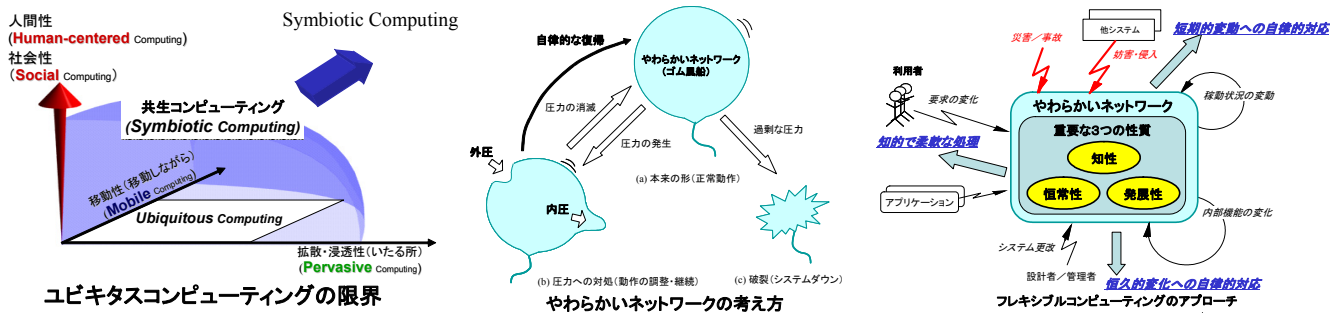 人間性
(Human-centered Computing)
社会性
(Social Computing)
Symbiotic Computing
共生コンピューティング
(Symbiotic Computing)
移動性(移動しながら)
(Mobile Computing)
Ubiquitous Computing
拡散・浸透性(いたる所)
(Pervasive Computing)
ユビキタスコンピューティングの限界
自律的な復帰
やわらかいネットワーク
(ゴム風船)
圧力の消滅
圧力の発生
過剰な圧力
外圧
(a) 本来の形(正常動作)
内圧
(b) 圧力への対処(動作の調整・継続)
(c) 破裂(システムダウン)
やわらかいネットワークの考え方
災害/事故
他システム
妨害・侵入
短期的変動への自律的対応
利用者
要求の変化
稼動状況の変動
やわらかいネットワーク
重要な3つの性質
知的で柔軟な処理
知性
恒常性
発展性
アプリケーション
内部機能の変化
システム更改
設計者/管理者
恒久的変化への自律的対応
フレキシブルコンピューティングのアプローチ